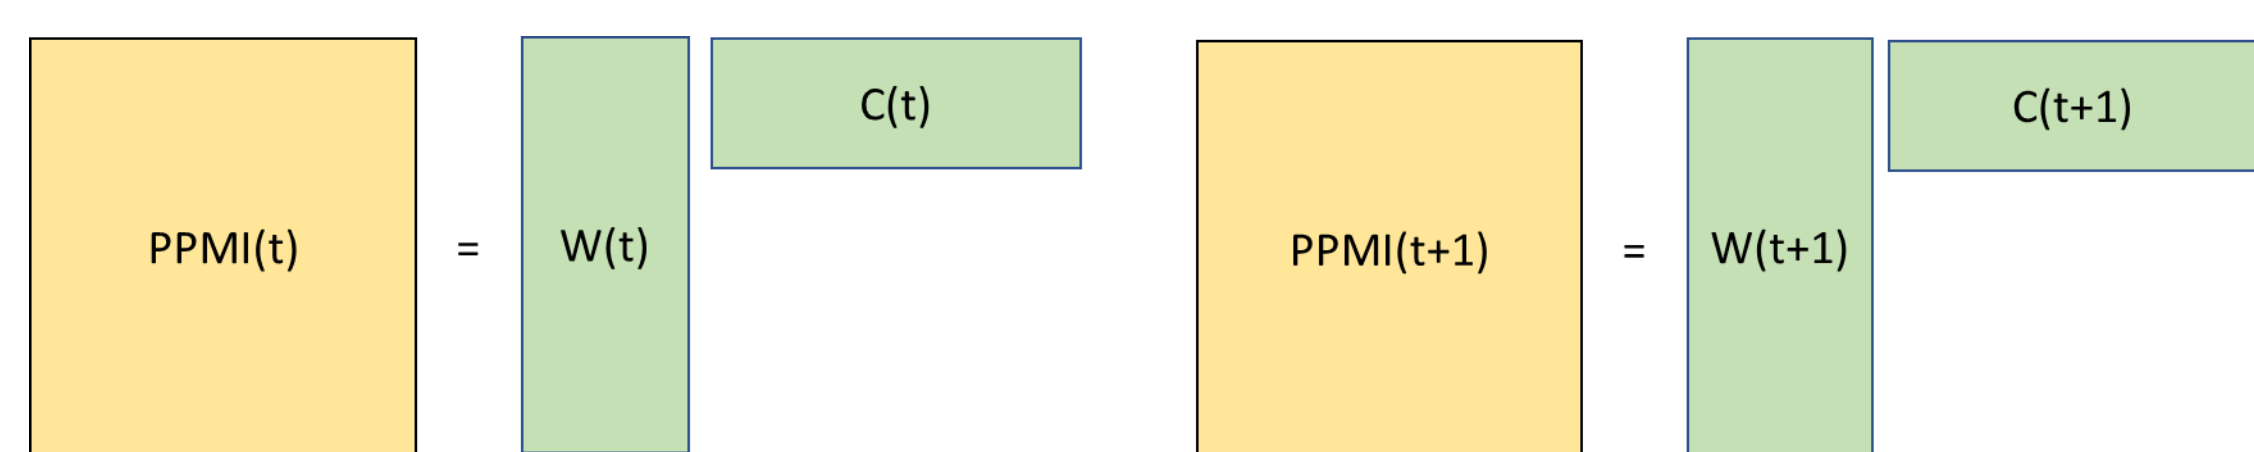 PPMI(t) = W(t) C(t)
PPMI(t+1) = W(t+1) C(t+1)